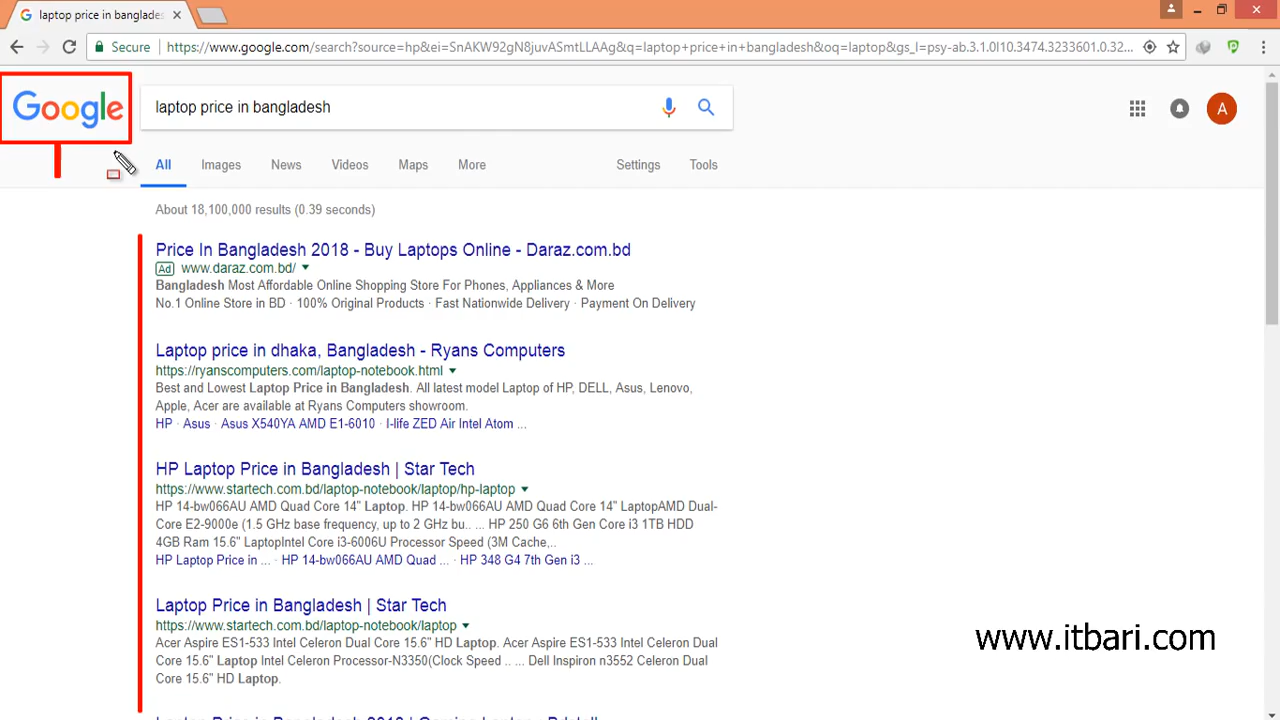 laptop price in banglades
Secure
https://www.google.com/search?source=hp&ei=SnAKW92gN8juvASmtLLAAg&q=laptop+price+in+bangladesh&oq=laptop&gs_l=psy-ab.3.1.0l10.3474.3233601.0.32...
Google
laptop price in bangladesh
A
All Images News Videos Maps More Settings Tools
About 18,100,000 results (0.39 seconds)
Price In Bangladesh 2018 - Buy Laptops Online - Daraz.com.bd
Ad www.daraz.com.bd/
Bangladesh Most Affordable Online Shopping Store For Phones, Appliances & More
No.1 Online Store in BD · 100% Original Products · Fast Nationwide Delivery · Payment On Delivery
Laptop price in dhaka, Bangladesh - Ryans Computers
https://ryanscomputers.com/laptop-notebook.html
Best and Lowest Laptop Price in Bangladesh. All latest model Laptop of HP, DELL, Asus, Lenovo,
Apple, Acer are available at Ryans Computers showroom.
HP · Asus · Asus X540YA AMD E1-6010 · I-life ZED Air Intel Atom ...
HP Laptop Price in Bangladesh | Star Tech
https://www.startech.com.bd/laptop-notebook/laptop/hp-laptop
HP 14-bw066AU AMD Quad Core 14" Laptop. HP 14-bw066AU AMD Quad Core 14" LaptopAMD Dual-
Core E2-9000e (1.5 GHz base frequency, up to 2 GHz bu.. ... HP 250 G6 6th Gen Core i3 1TB HDD
4GB Ram 15.6" LaptopIntel Core i3-6006U Processor Speed (3M Cache,..
HP Laptop Price in ... · HP 14-bw066AU AMD Quad ... · HP 348 G4 7th Gen i3 ...
Laptop Price in Bangladesh | Star Tech
https://www.startech.com.bd/laptop-notebook/laptop
Acer Aspire ES1-533 Intel Celeron Dual Core 15.6" HD Laptop. Acer Aspire ES1-533 Intel Celeron Dual
Core 15.6" Laptop Intel Celeron Processor-N3350(Clock Speed .. ... Dell Inspiron n3552 Celeron Dual
Core 15.6" HD Laptop.
www.itbari.com